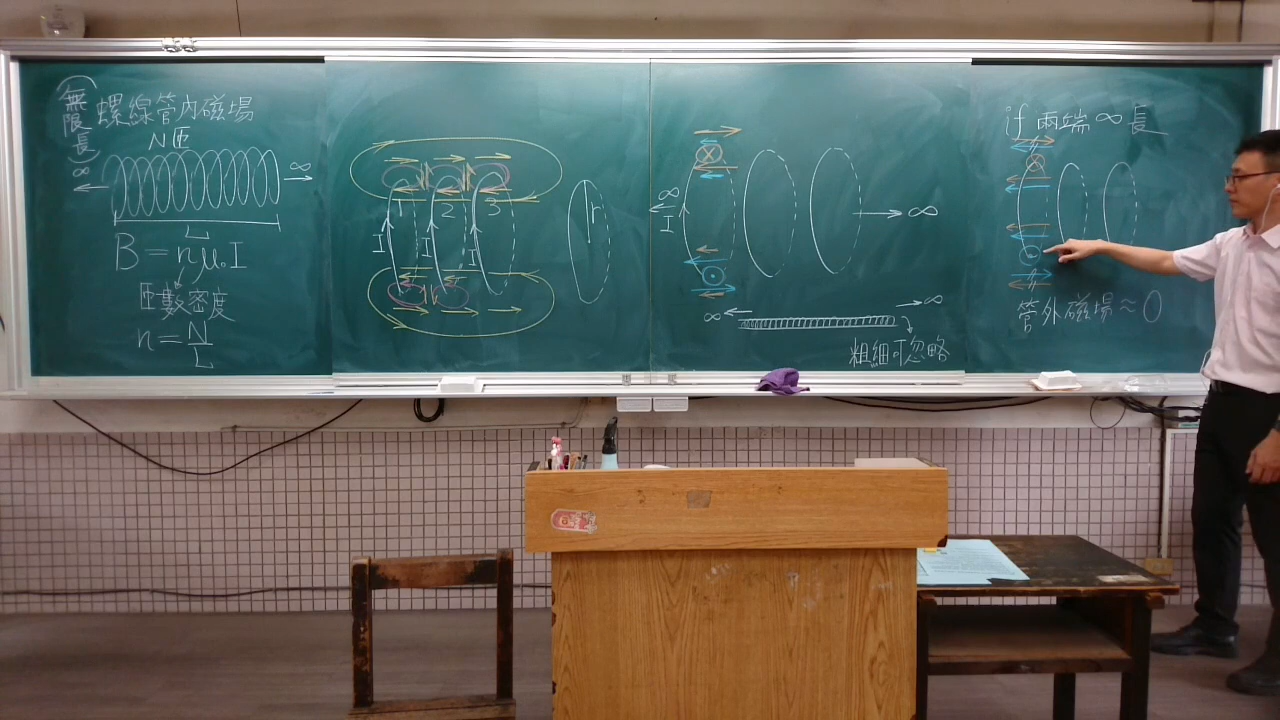 (無限長)
螺線管內磁場
N匝
∞
∞
L
B=nμ₀I
匝數密度
n=N/L
1 2 3
I I I
r
∞
I
∞
∞
∞
粗細可忽略
if 兩端∞長
管外磁場≈0